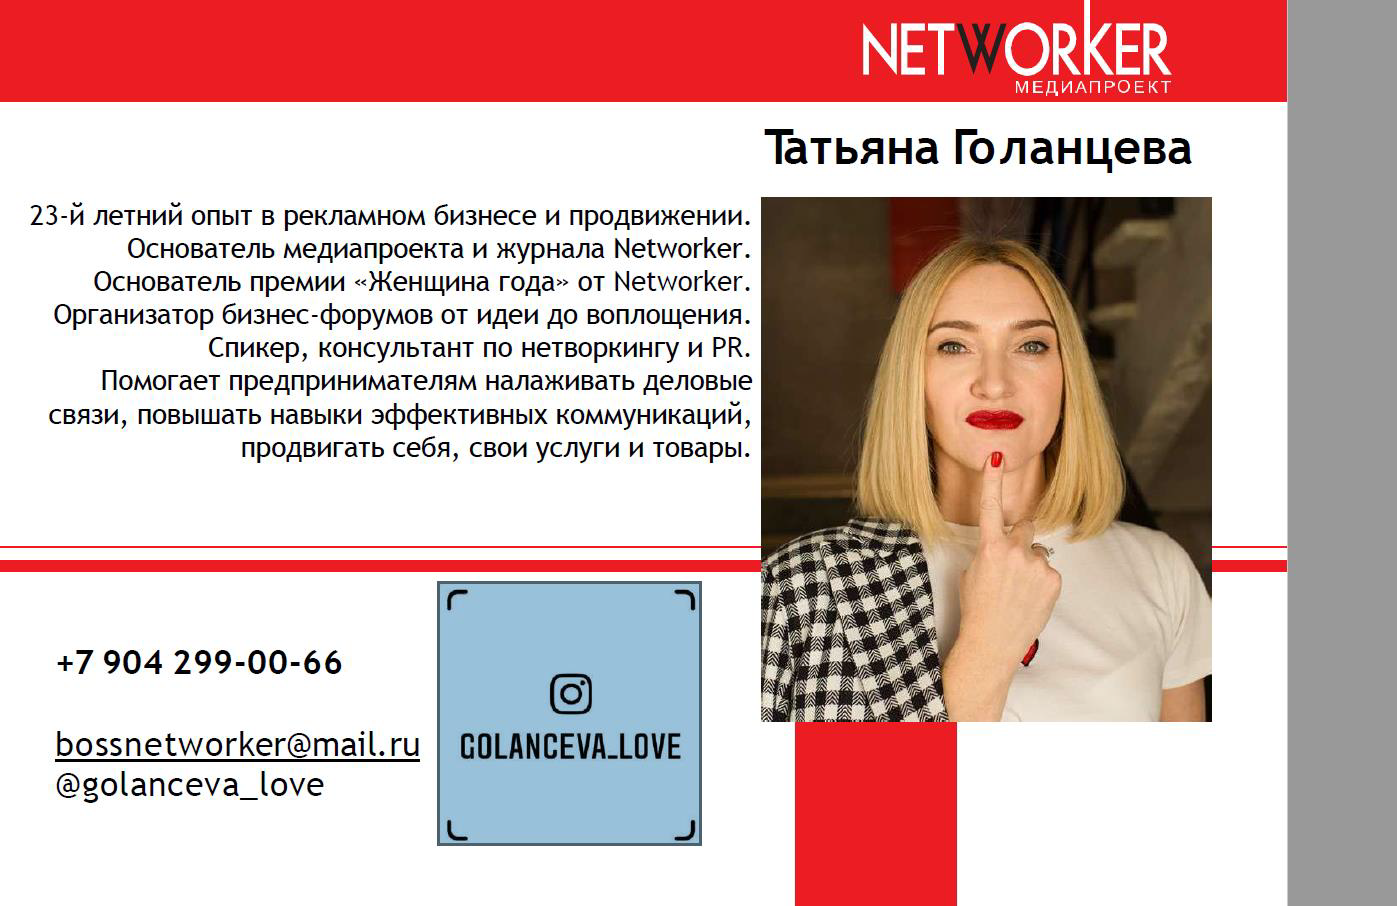 NETWORKER
МЕДИАПРОЕКТ
Татьяна Голанцева
23-й летний опыт в рекламном бизнесе и продвижении.
Основатель медиапроекта и журнала Networker.
Основатель премии «Женщина года» от Networker.
Организатор бизнес-форумов от идеи до воплощения.
Спикер, консультант по нетворкингу и PR.
Помогает предпринимателям налаживать деловые
связи, повышать навыки эффективных коммуникаций,
продвигать себя, свои услуги и товары.
+7 904 299-00-66
bossnetworker@mail.ru
@golanceva_love
GOLANCEVA_LOVE